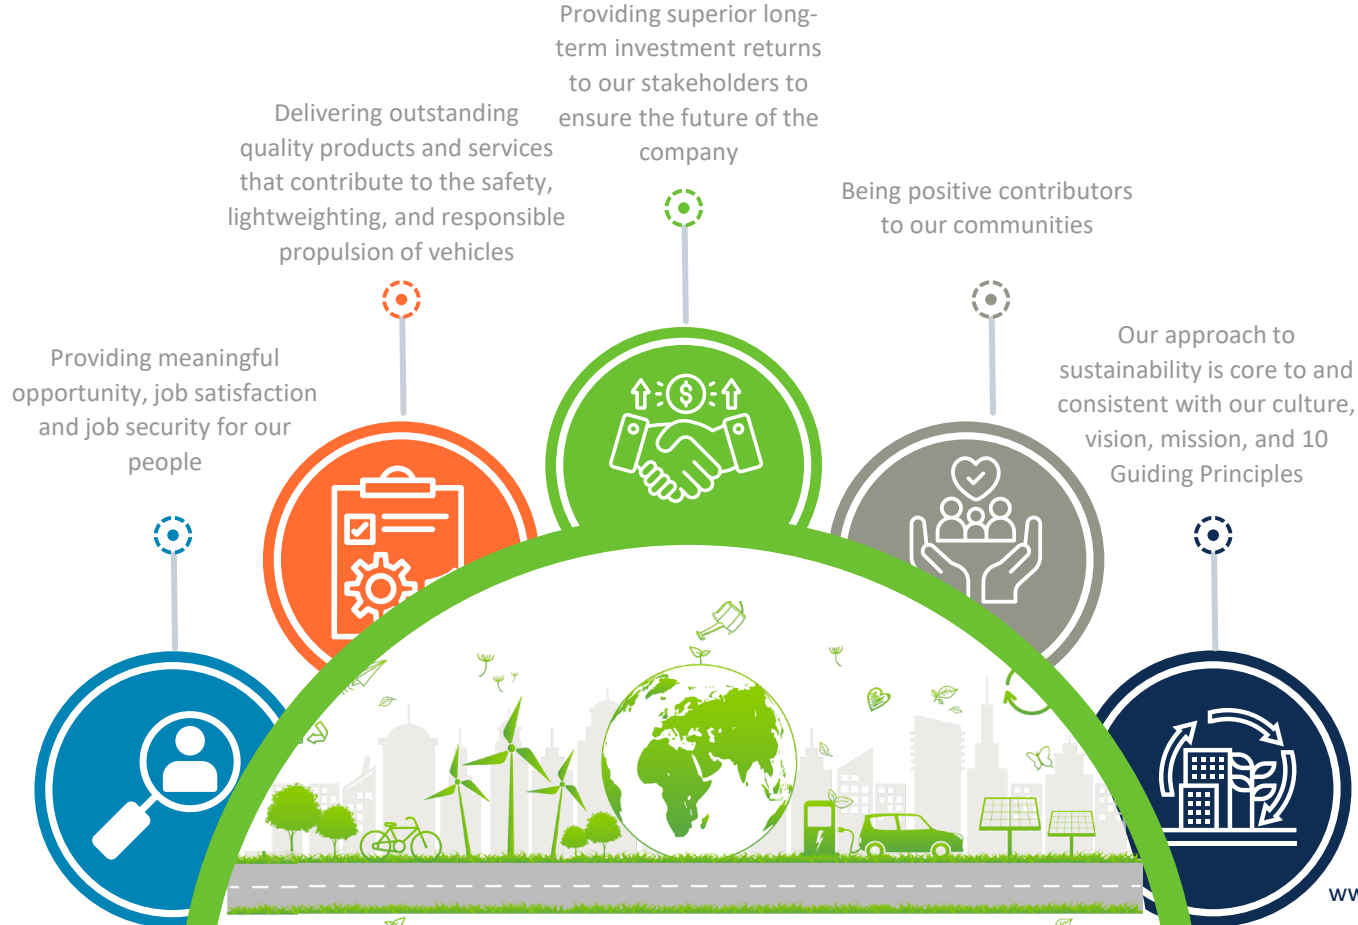 Providing superior long-
term investment returns
to our stakeholders to
ensure the future of the
company
Delivering outstanding
quality products and services
that contribute to the safety,
lightweighting, and responsible
propulsion of vehicles
Being positive contributors
to our communities
Our approach to
sustainability is core to and
consistent with our culture,
vision, mission, and 10
Guiding Principles
Providing meaningful
opportunity, job satisfaction
and job security for our
people
$